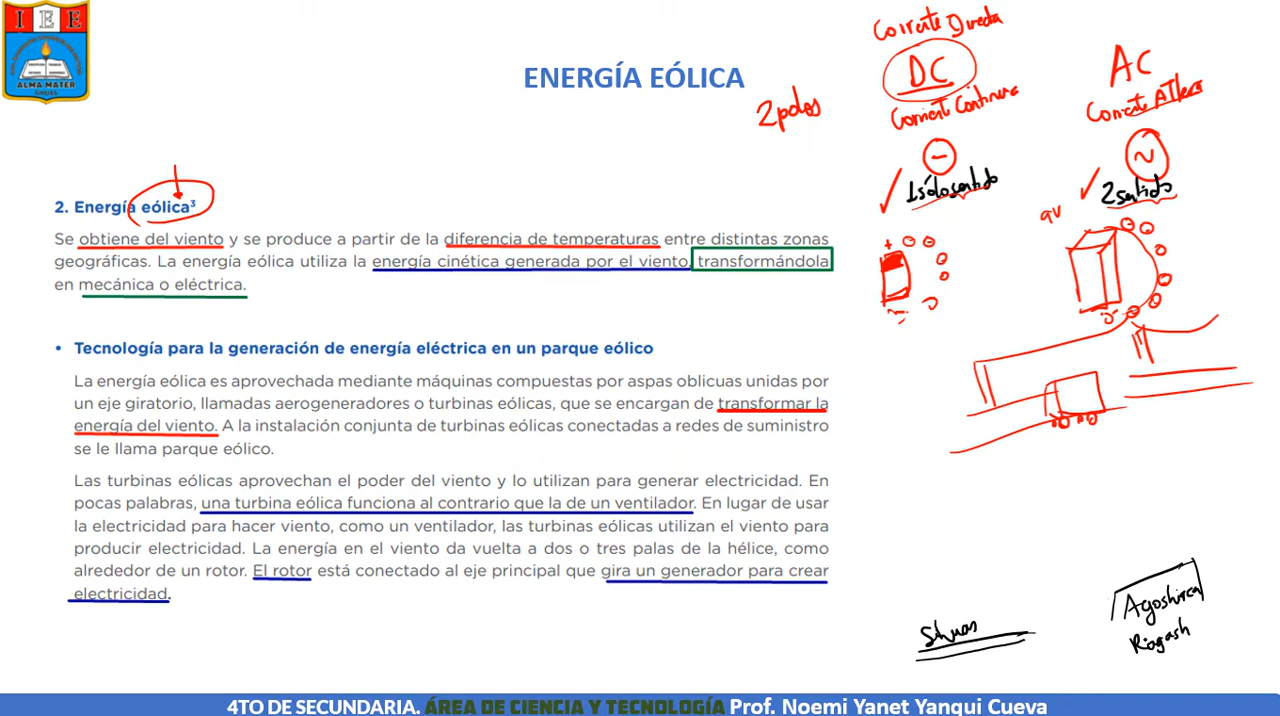 I E E
ALMA MATER
SIHUAS
ENERGÍA EÓLICA
2 polos
Corriente Directa
DC
Corriente Continua
1 sólo sentido
AC
Corriente Alterna
~
2 sentido
2. Energía eólica³
Se obtiene del viento y se produce a partir de la diferencia de temperaturas entre distintas zonas
geográficas. La energía eólica utiliza la energía cinética generada por el viento, transformándola
en mecánica o eléctrica.
• Tecnología para la generación de energía eléctrica en un parque eólico
La energía eólica es aprovechada mediante máquinas compuestas por aspas oblicuas unidas por
un eje giratorio, llamadas aerogeneradores o turbinas eólicas, que se encargan de transformar la
energía del viento. A la instalación conjunta de turbinas eólicas conectadas a redes de suministro
se le llama parque eólico.
Las turbinas eólicas aprovechan el poder del viento y lo utilizan para generar electricidad. En
pocas palabras, una turbina eólica funciona al contrario que la de un ventilador. En lugar de usar
la electricidad para hacer viento, como un ventilador, las turbinas eólicas utilizan el viento para
producir electricidad. La energía en el viento da vuelta a dos o tres palas de la hélice, como
alrededor de un rotor. El rotor está conectado al eje principal que gira un generador para crear
electricidad.
Sihuas
4TO DE SECUNDARIA. ÁREA DE CIENCIA Y TECNOLOGÍA Prof. Noemi Yanet Yanqui Cueva